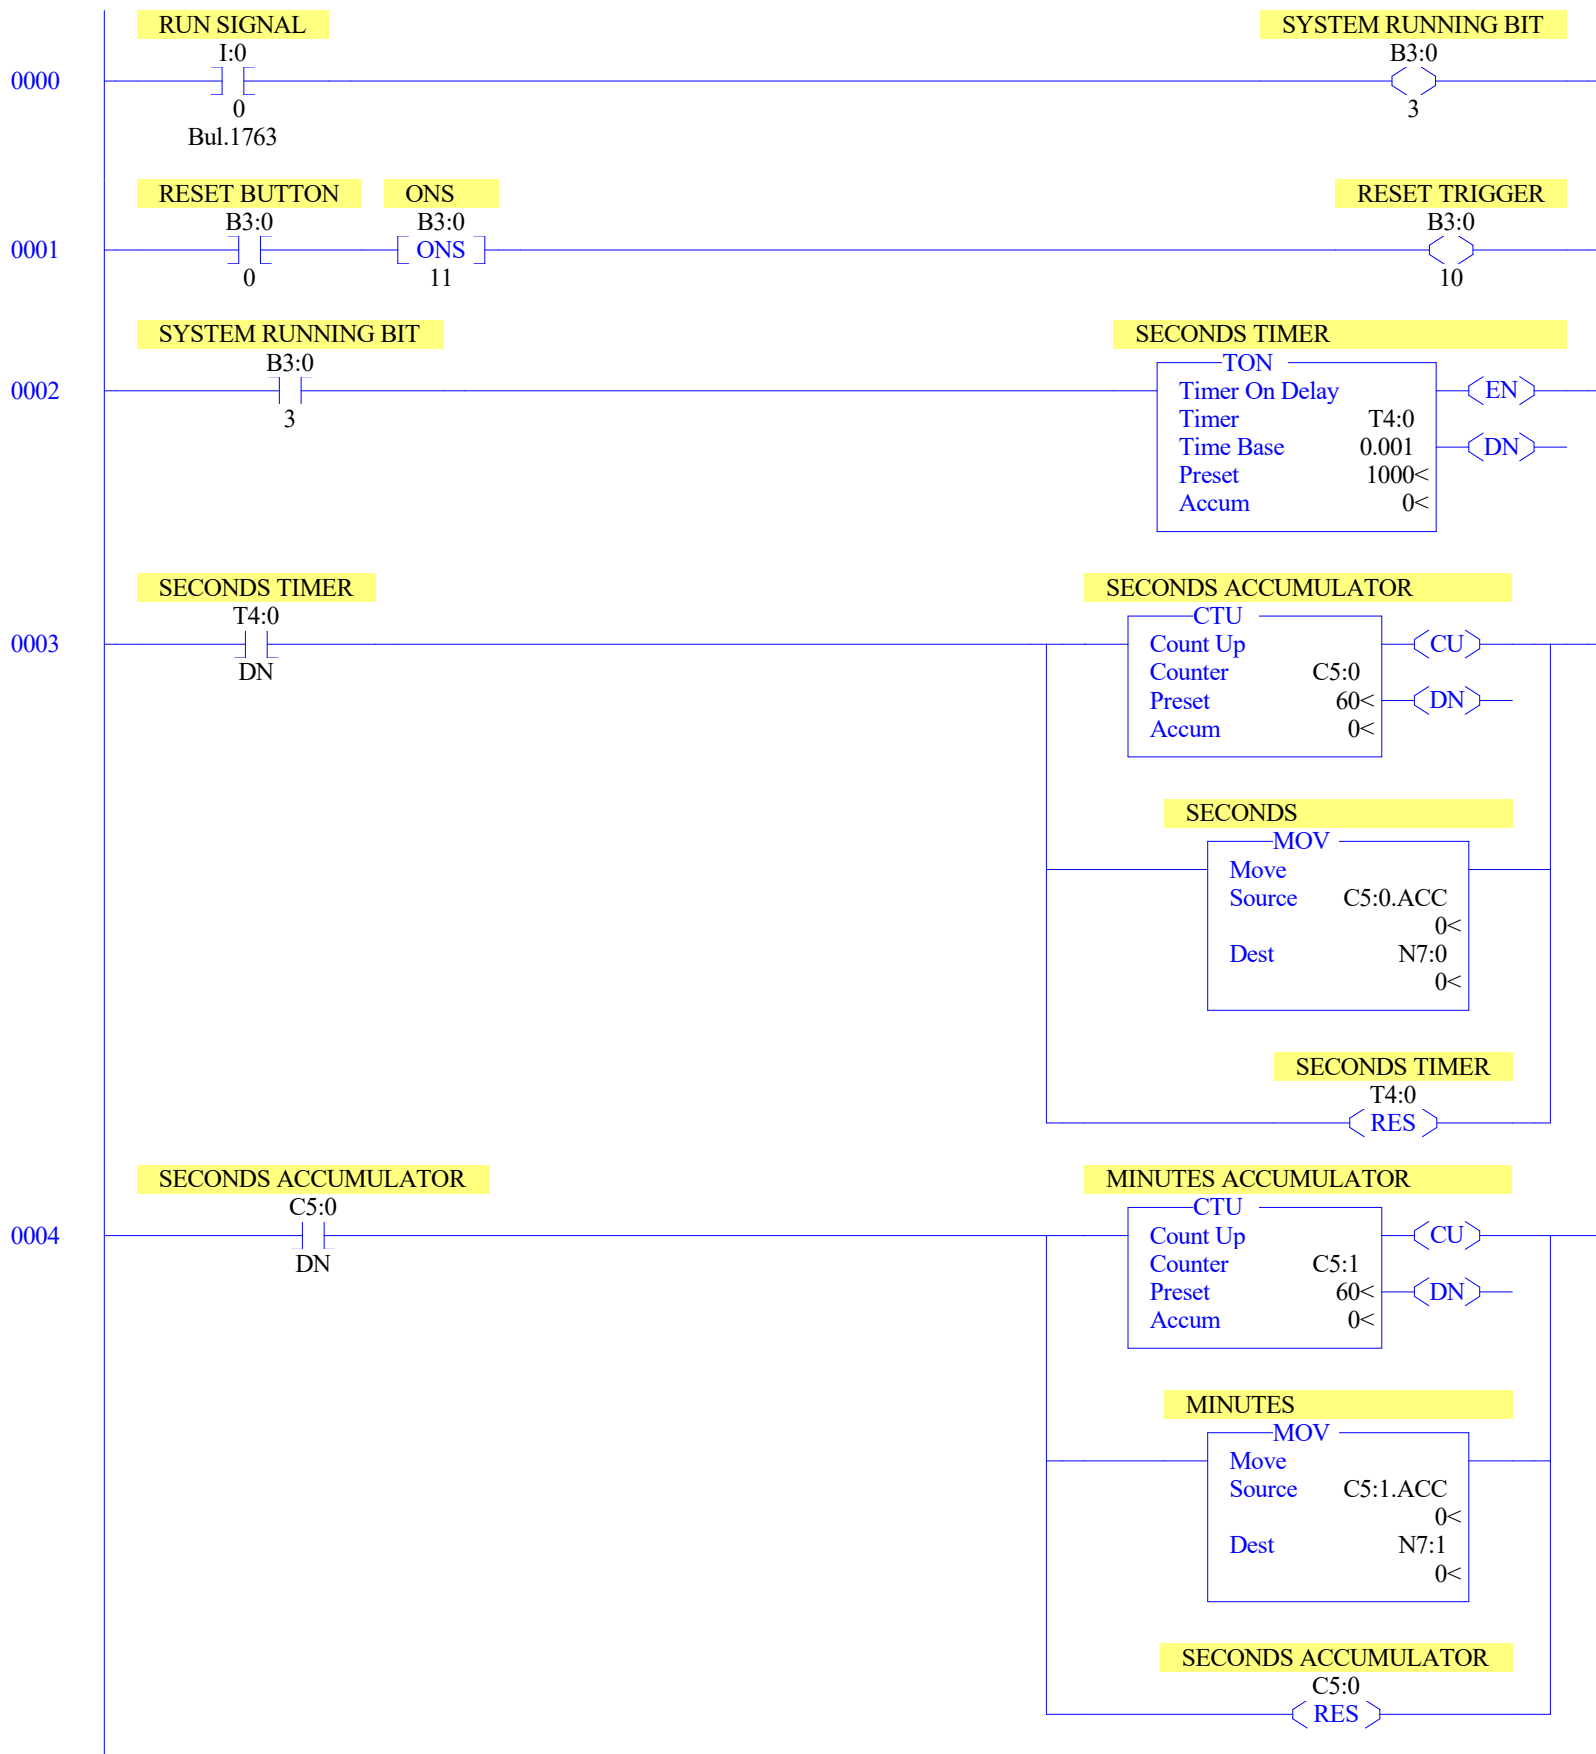 RUN SIGNAL SYSTEM RUNNING BIT
I:0 B3:0
0000
0 3
Bul.1763
RESET BUTTON ONS RESET TRIGGER
B3:0 B3:0 B3:0
0001 ONS
0 11 10
SYSTEM RUNNING BIT SECONDS TIMER
B3:0 TON
0002 Timer On Delay EN
3 Timer T4:0
Time Base 0.001 DN
Preset 1000<
Accum 0<
SECONDS TIMER SECONDS ACCUMULATOR
T4:0 CTU
0003 Count Up CU
DN Counter C5:0
Preset 60< DN
Accum 0<
SECONDS
MOV
Move
Source C5:0.ACC
0<
Dest N7:0
0<
SECONDS TIMER
T4:0
RES
SECONDS ACCUMULATOR MINUTES ACCUMULATOR
C5:0 CTU
0004 Count Up CU
DN Counter C5:1
Preset 60< DN
Accum 0<
MINUTES
MOV
Move
Source C5:1.ACC
0<
Dest N7:1
0<
SECONDS ACCUMULATOR
C5:0
RES